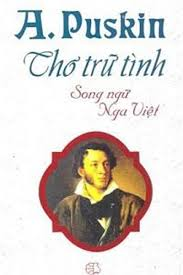 A. Puskin
Thơ trữ tình
Song ngữ
Nga Việt